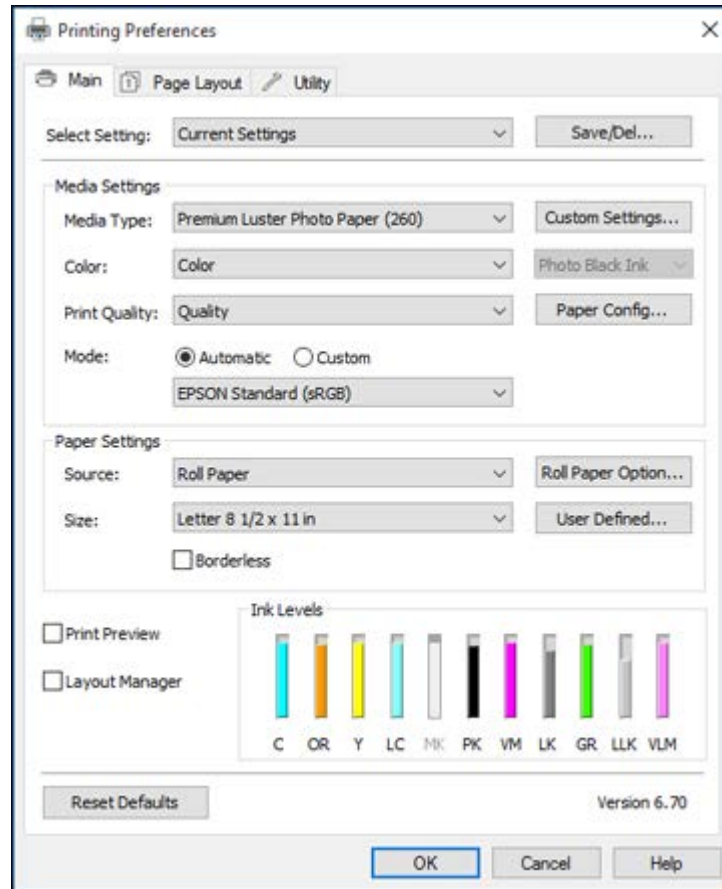 Printing Preferences
Main
Page Layout
Utility
Select Setting: Current Settings Save/Del...
Media Settings
Media Type: Premium Luster Photo Paper (260) Custom Settings...
Color: Color Photo Black Ink
Print Quality: Quality Paper Config...
Mode: Automatic Custom
EPSON Standard (sRGB)
Paper Settings
Source: Roll Paper Roll Paper Option...
Size: Letter 8 1/2 x 11 in User Defined...
Borderless
Print Preview
Layout Manager
Ink Levels
C OR Y LC MK PK VM LK GR LLK VLM
Reset Defaults Version 6.70
OK Cancel Help